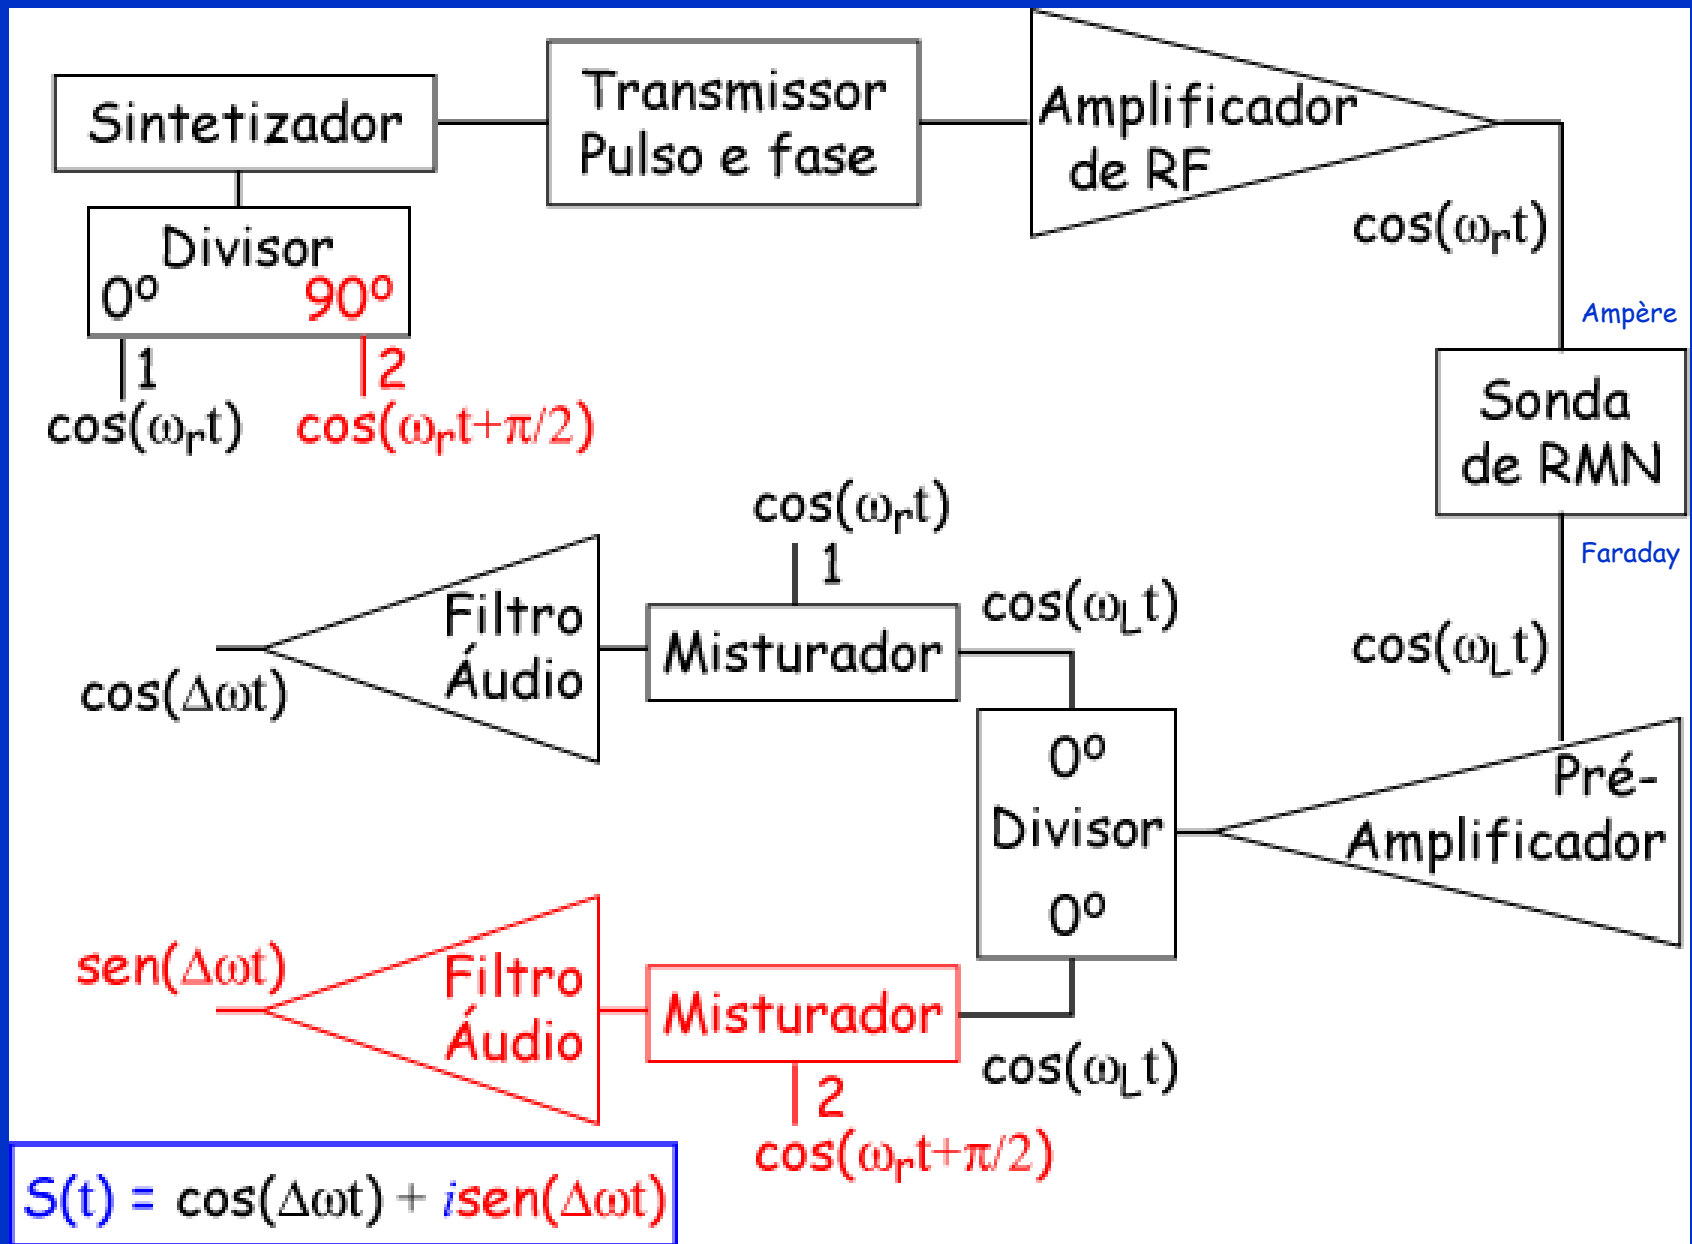 Sintetizador
Transmissor
Pulso e fase
Amplificador
de RF
cos(ωrt)
Divisor
0º 90º
1 2
cos(ωrt) cos(ωrt+π/2)
Ampère
Sonda
de RMN
Faraday
cos(ωLt)
cos(ωrt)
1
cos(ωLt)
Filtro
Áudio
Misturador
cos(Δωt)
0º
Divisor
0º
Pré-
Amplificador
sen(Δωt)
Filtro
Áudio
Misturador
cos(ωLt)
2
cos(ωrt+π/2)
S(t) = cos(Δωt) + isen(Δωt)